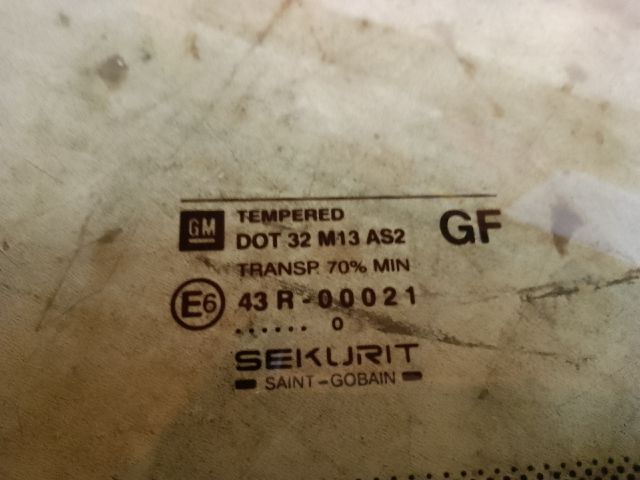 GM TEMPERED GF
DOT 32 M13 AS2
TRANSP. 70% MIN
E6 43 R-00021
...... 0
SEKURIT
SAINT-GOBAIN